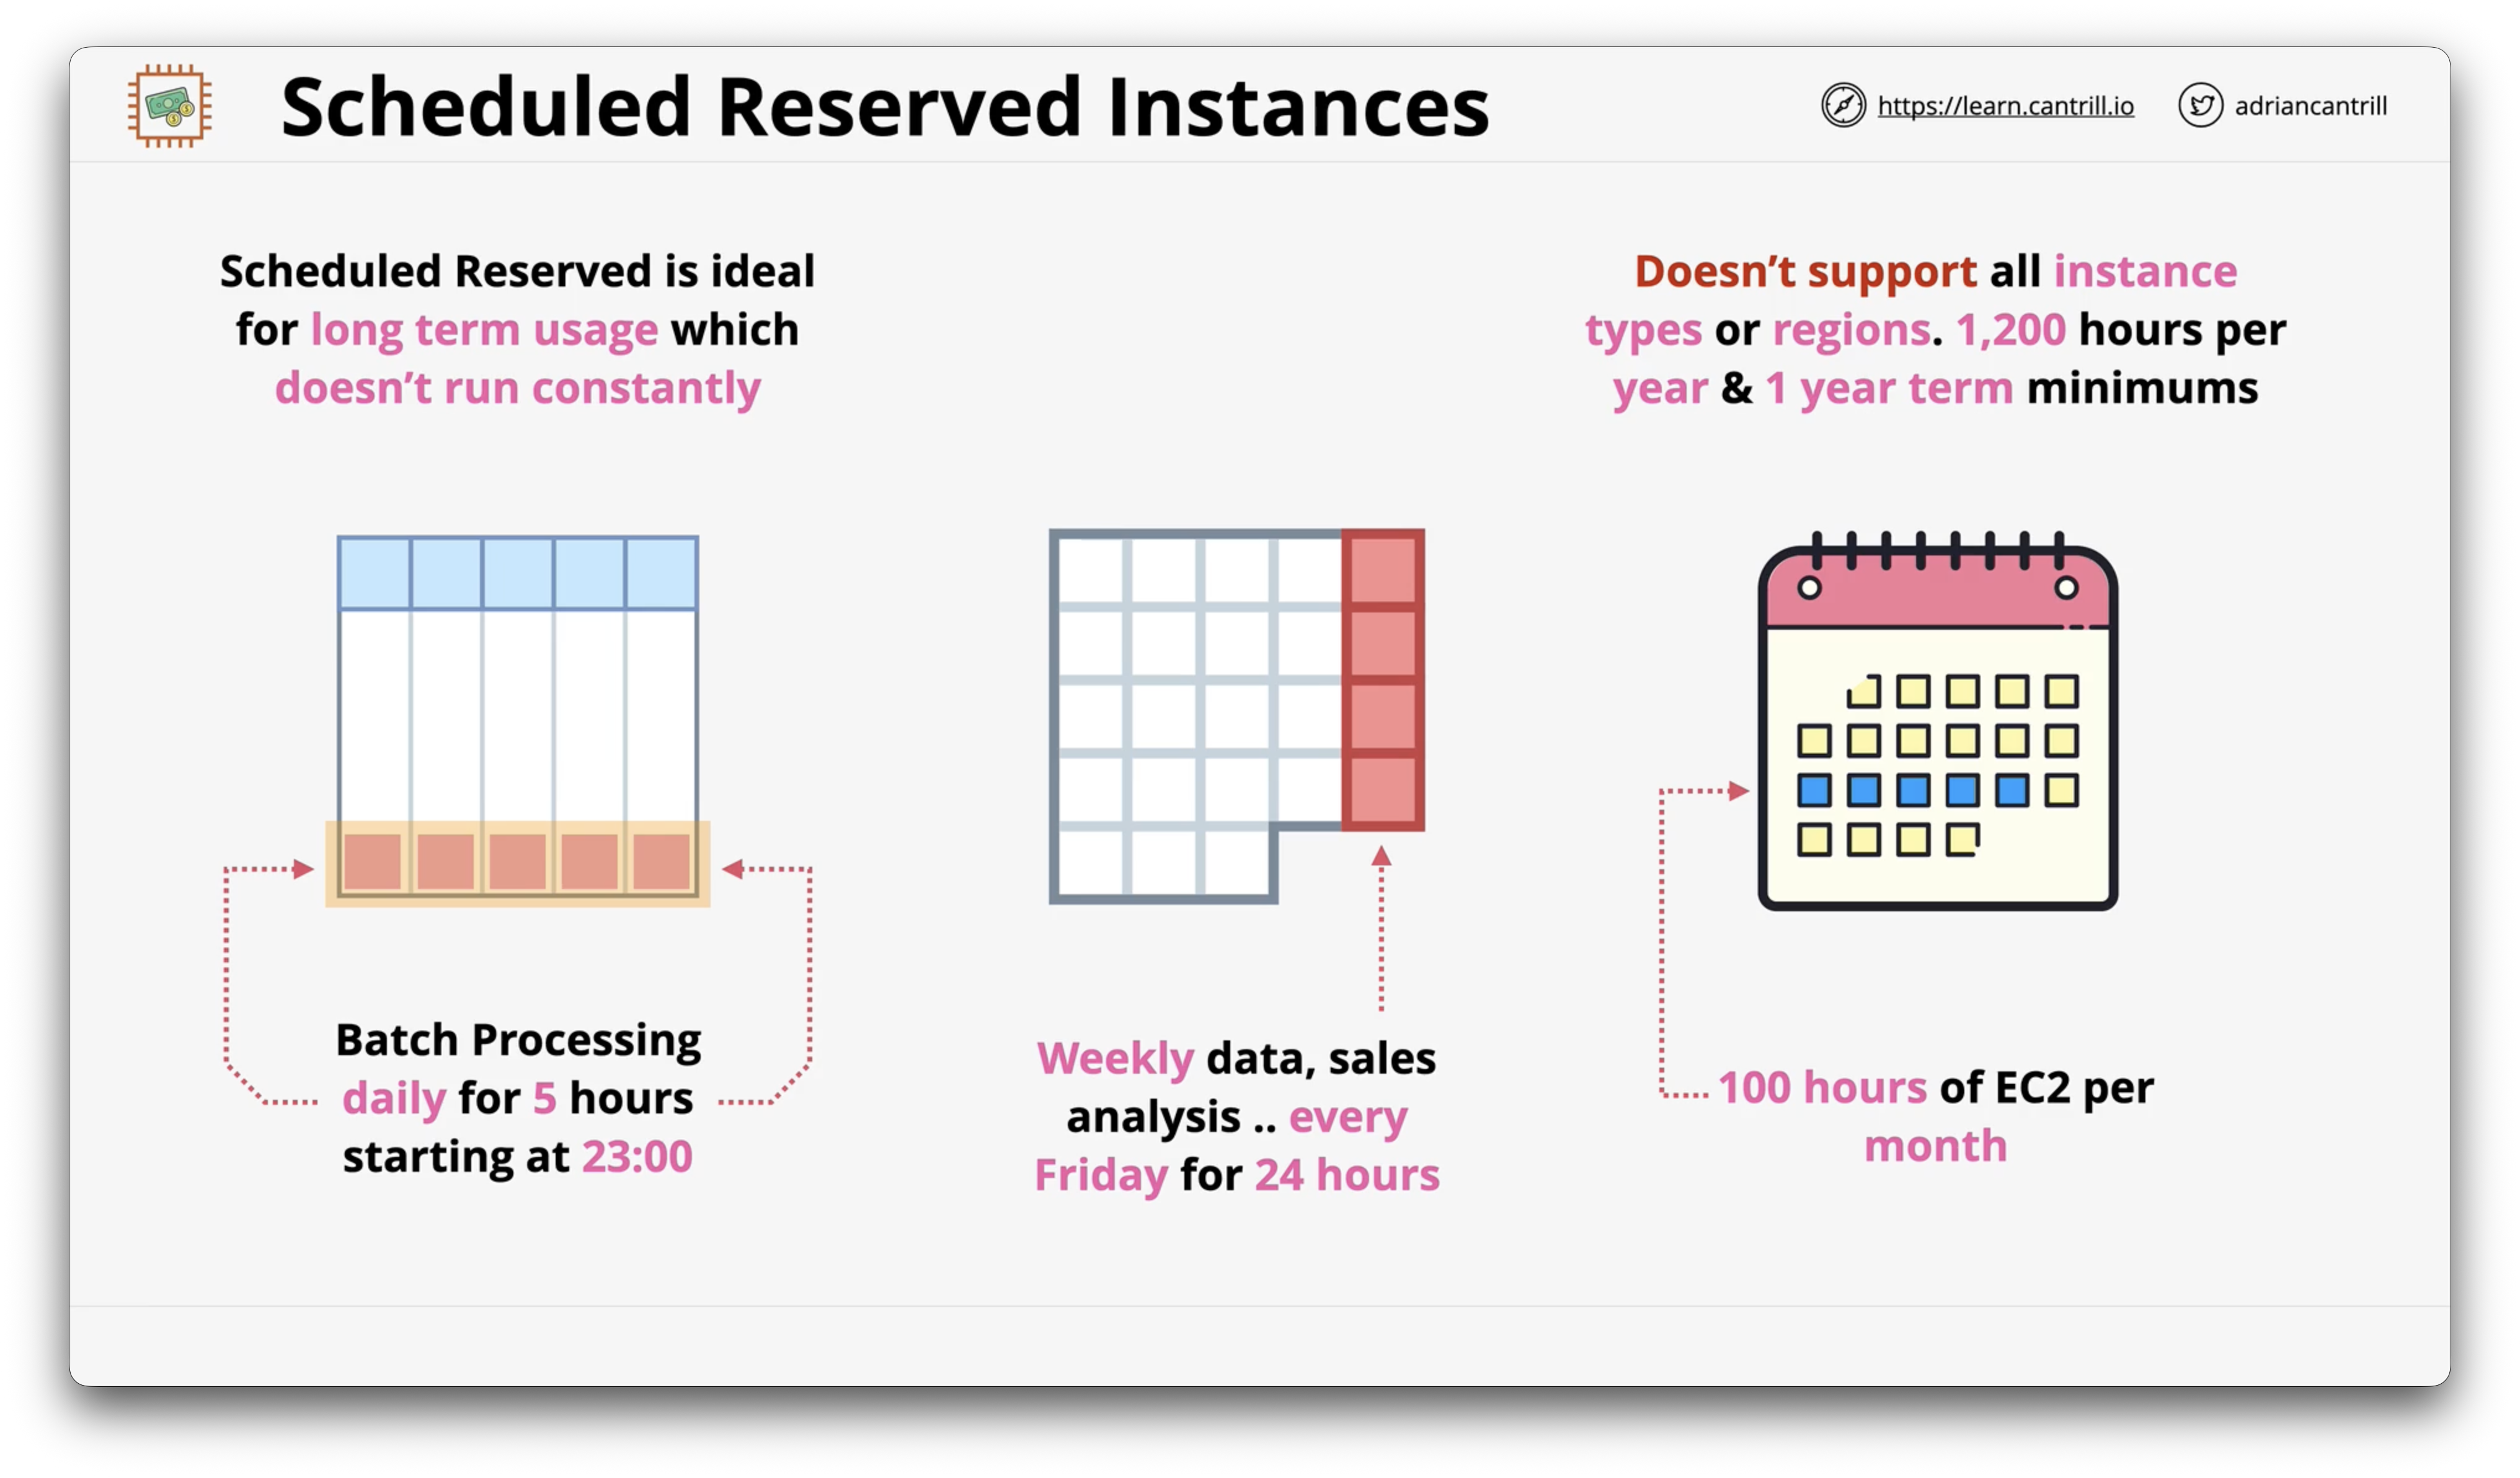 Scheduled Reserved Instances
https://learn.cantrill.io
adriancantrill
Scheduled Reserved is ideal
for long term usage which
doesn’t run constantly
Doesn’t support all instance
types or regions. 1,200 hours per
year & 1 year term minimums
Batch Processing
daily for 5 hours
starting at 23:00
Weekly data, sales
analysis .. every
Friday for 24 hours
100 hours of EC2 per
month